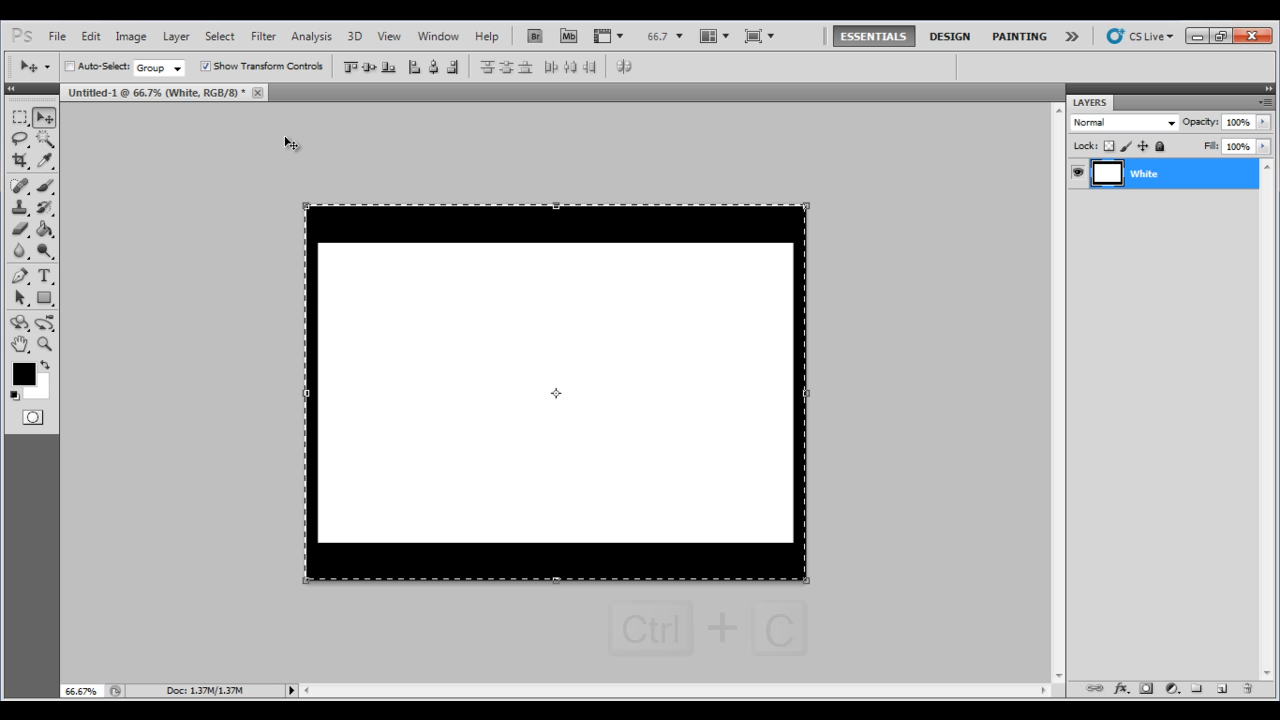 Ps File Edit Image Layer Select Filter Analysis 3D View Window Help Br Mb 66.7 ESSENTIALS DESIGN PAINTING CS Live
Auto-Select: Group Show Transform Controls
Untitled-1 @ 66.7% (White, RGB/8) *
LAYERS
Normal Opacity: 100%
Lock: Fill: 100%
White
T
Ctrl + C
66.67% Doc: 1.37M/1.37M
fx